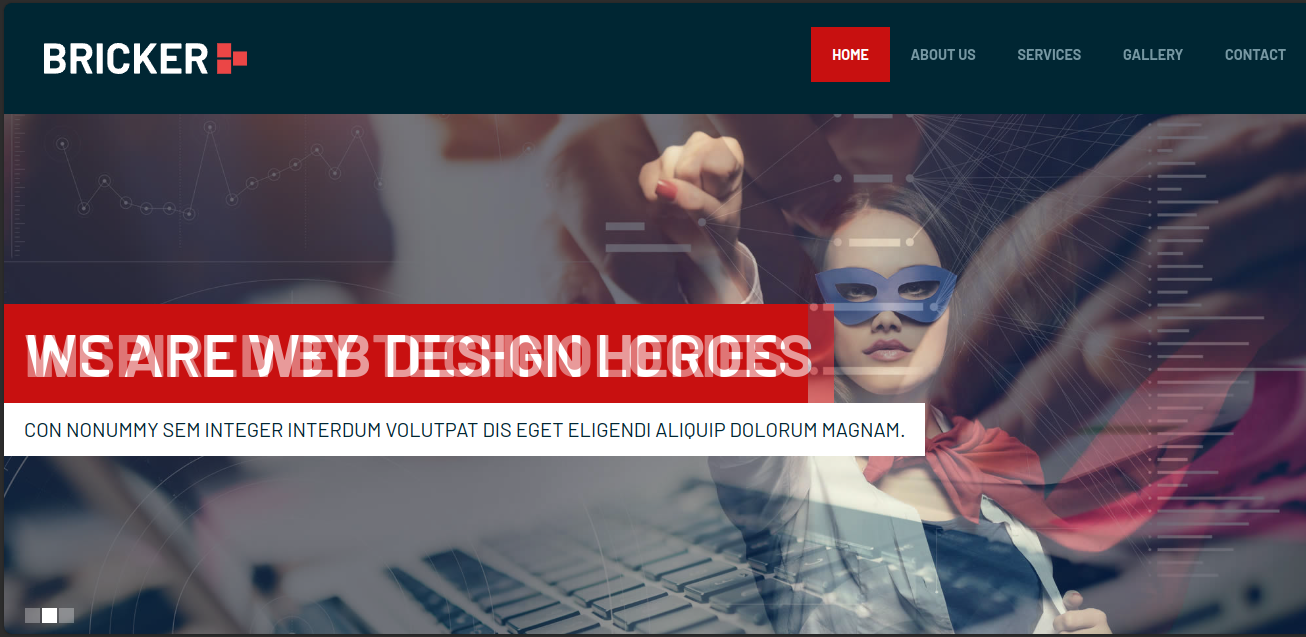 BRICKER
HOME ABOUT US SERVICES GALLERY CONTACT
WE ARE WEB DESIGN HEROES
CON NONUMMY SEM INTEGER INTERDUM VOLUTPAT DIS EGET ELIGENDI ALIQUIP DOLORUM MAGNAM.